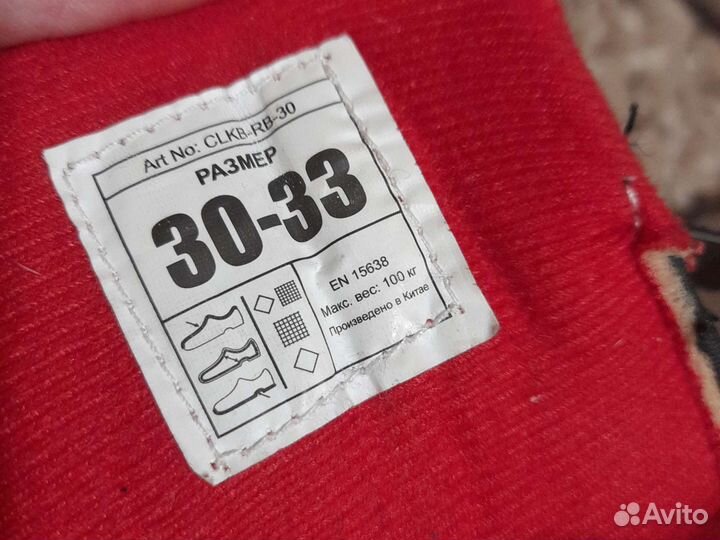 Art No: CLKB-RB-30
РАЗМЕР
30-33
EN 15638
Макс. вес: 100 кг
Произведено в Китае
Avito